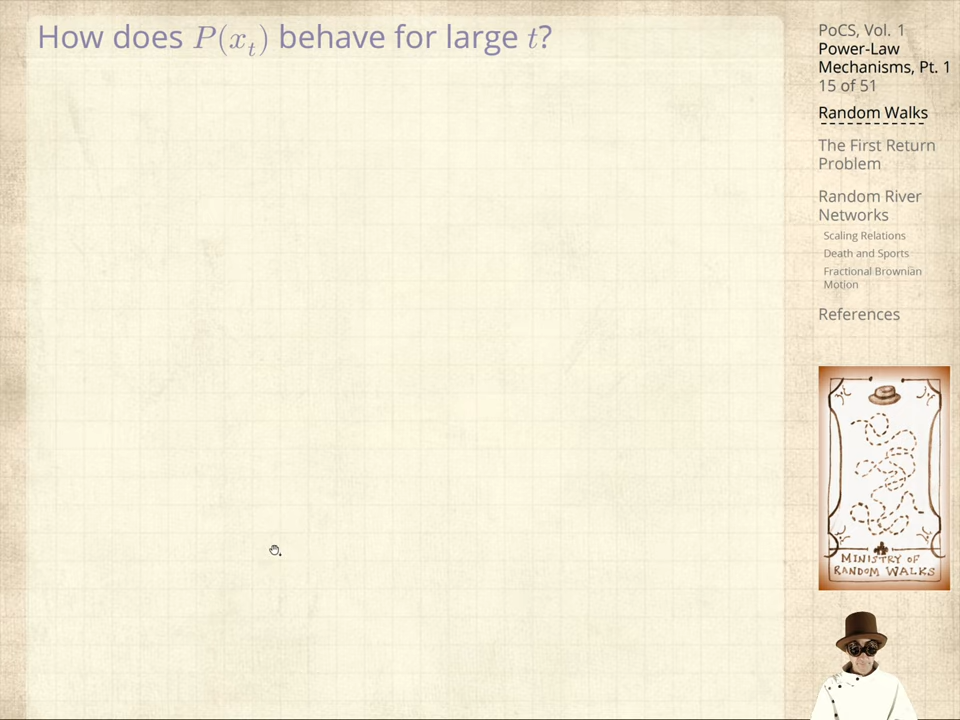 How does P(x_t) behave for large t?
PoCS, Vol. 1
Power-Law
Mechanisms, Pt. 1
15 of 51
Random Walks
The First Return
Problem
Random River
Networks
Scaling Relations
Death and Sports
Fractional Brownian
Motion
References
MINISTRY OF
RANDOM WALKS